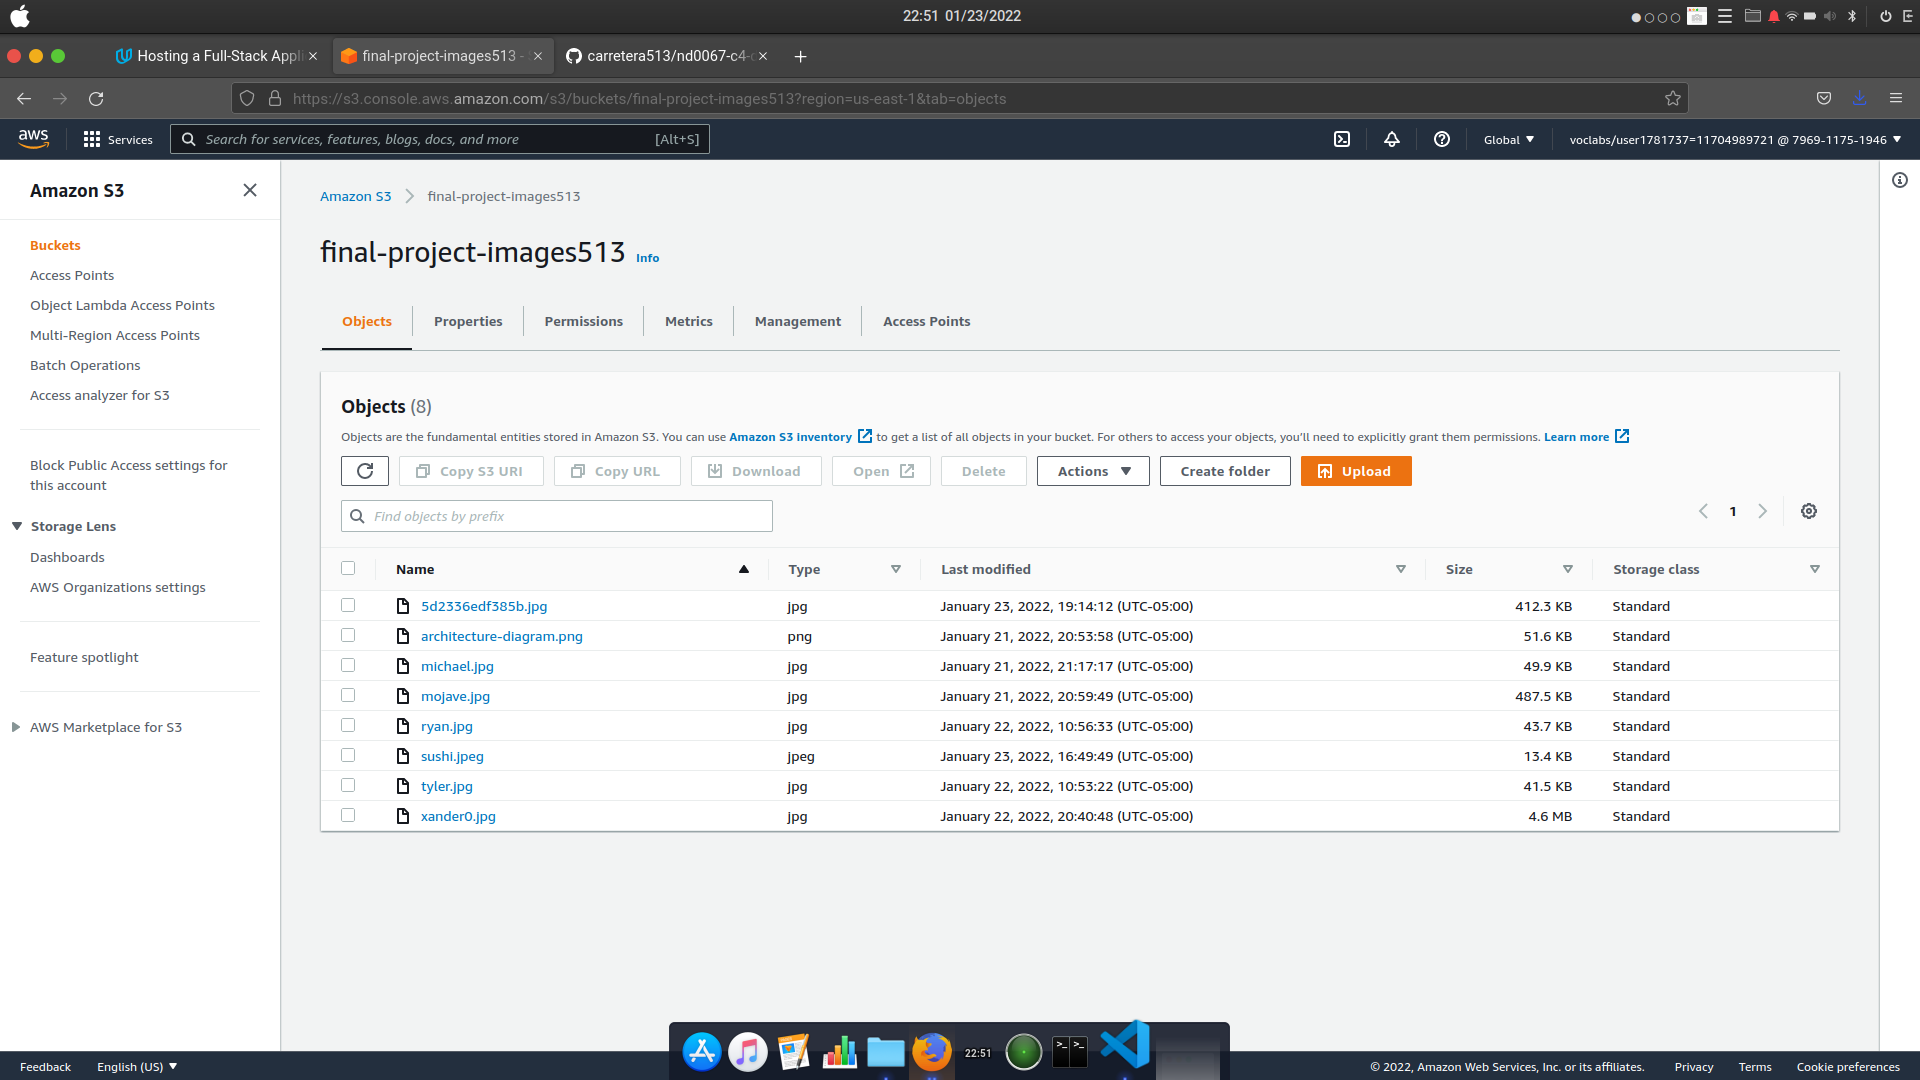 22:51 01/23/2022
Hosting a Full-Stack Appli
final-project-images513 -
carretera513/nd0067-c4-
https://s3.console.aws.amazon.com/s3/buckets/final-project-images513?region=us-east-1&tab=objects
aws
Services
Search for services, features, blogs, docs, and more
[Alt+S]
Global
voclabs/user1781737=11704989721 @ 7969-1175-1946
Amazon S3
Buckets
Access Points
Object Lambda Access Points
Multi-Region Access Points
Batch Operations
Access analyzer for S3
Block Public Access settings for
this account
Storage Lens
Dashboards
AWS Organizations settings
Feature spotlight
AWS Marketplace for S3
Amazon S3 final-project-images513
final-project-images513 Info
Objects Properties Permissions Metrics Management Access Points
Objects (8)
Objects are the fundamental entities stored in Amazon S3. You can use Amazon S3 inventory to get a list of all objects in your bucket. For others to access your objects, you'll need to explicitly grant them permissions. Learn more
Copy S3 URI Copy URL Download Open Delete Actions Create folder Upload
Find objects by prefix
1
Name Type Last modified Size Storage class
5d2336edf385b.jpg jpg January 23, 2022, 19:14:12 (UTC-05:00) 412.3 KB Standard
architecture-diagram.png png January 21, 2022, 20:53:58 (UTC-05:00) 51.6 KB Standard
michael.jpg jpg January 21, 2022, 21:17:17 (UTC-05:00) 49.9 KB Standard
mojave.jpg jpg January 21, 2022, 20:59:49 (UTC-05:00) 487.5 KB Standard
ryan.jpg jpg January 22, 2022, 10:56:33 (UTC-05:00) 43.7 KB Standard
sushi.jpeg jpeg January 23, 2022, 16:49:49 (UTC-05:00) 13.4 KB Standard
tyler.jpg jpg January 22, 2022, 10:53:22 (UTC-05:00) 41.5 KB Standard
xander0.jpg jpg January 22, 2022, 20:40:48 (UTC-05:00) 4.6 MB Standard
22:51
Feedback English (US)
© 2022, Amazon Web Services, Inc. or its affiliates. Privacy Terms Cookie preferences